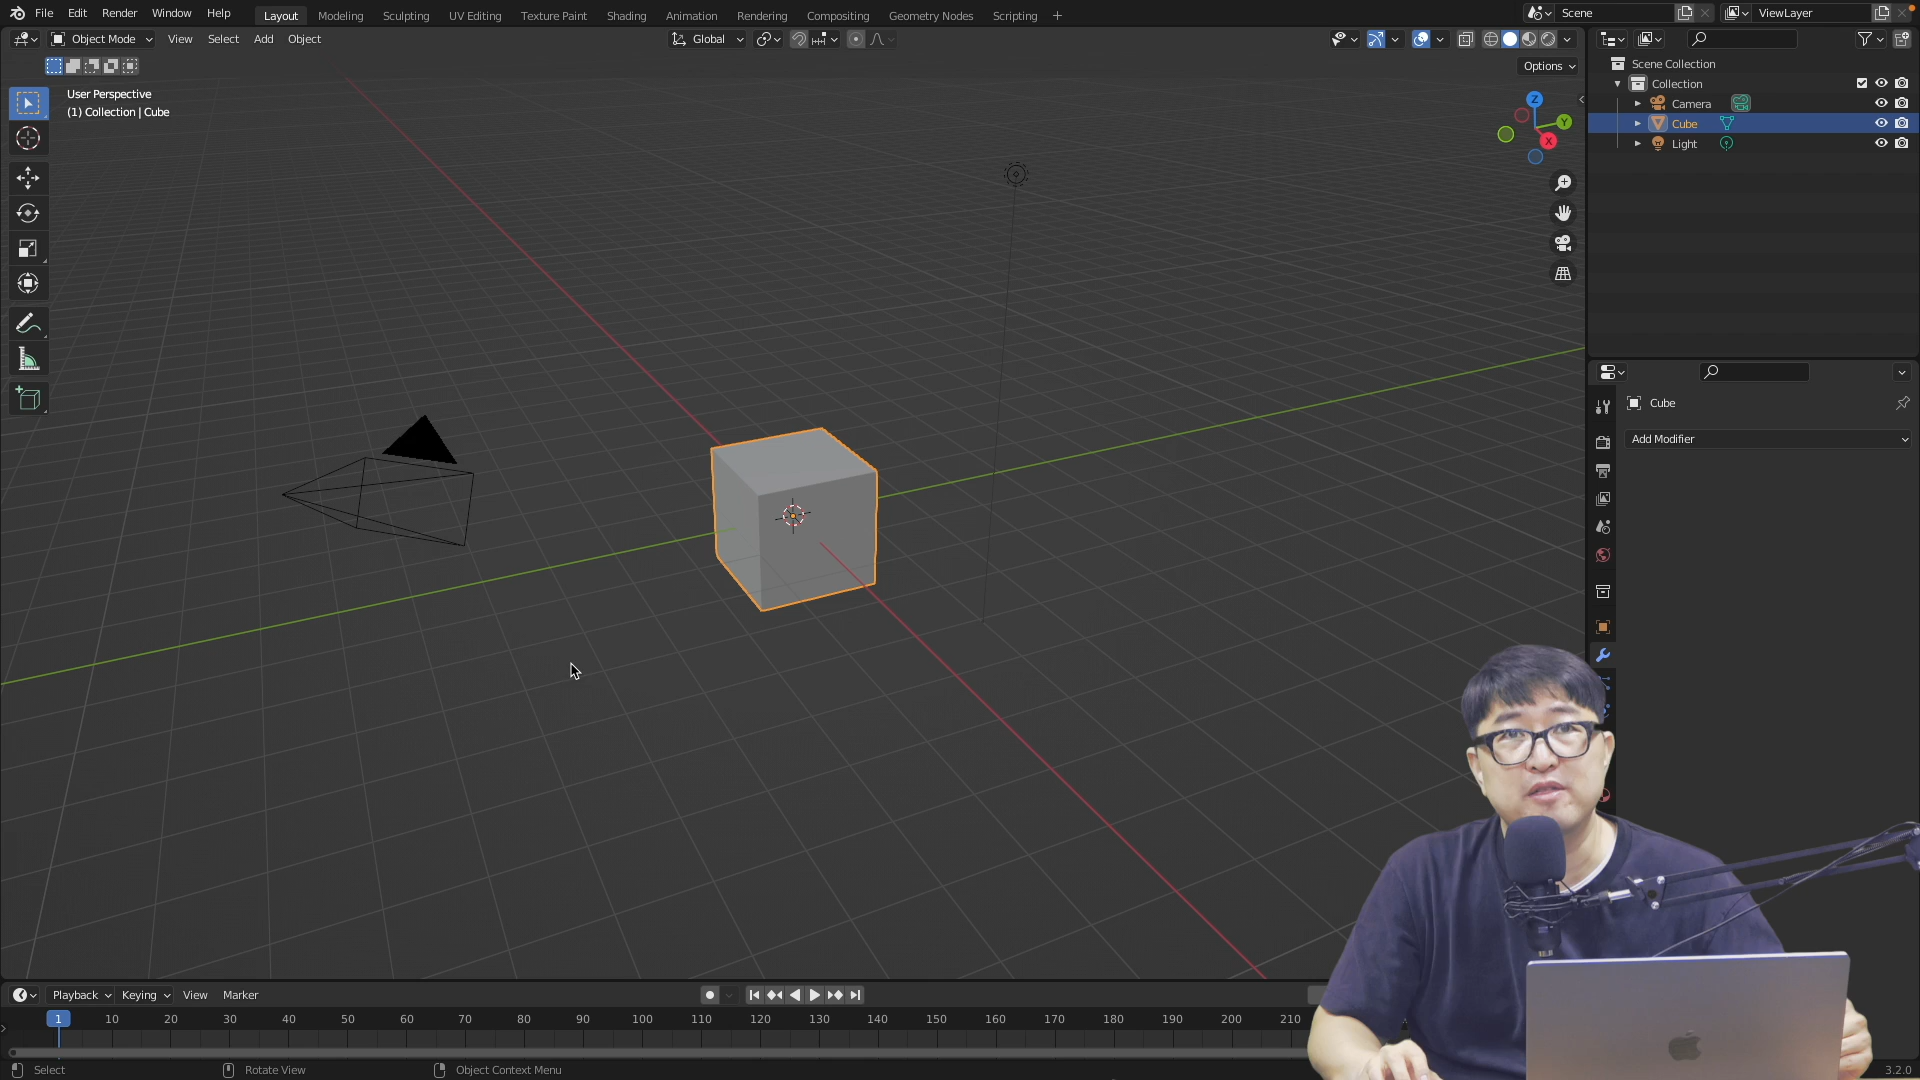 File Edit Render Window Help Layout Modeling Sculpting UV Editing Texture Paint Shading Animation Rendering Compositing Geometry Nodes Scripting + Scene ViewLayer
Object Mode View Select Add Object Global
Options
User Perspective
(1) Collection | Cube
Z
Y
X
Scene Collection
Collection
Camera
Cube
Light
Cube
Add Modifier
Playback Keying View Marker
1 10 20 30 40 50 60 70 80 90 100 110 120 130 140 150 160 170 180 190 200 210
Select Rotate View Object Context Menu 3.2.0